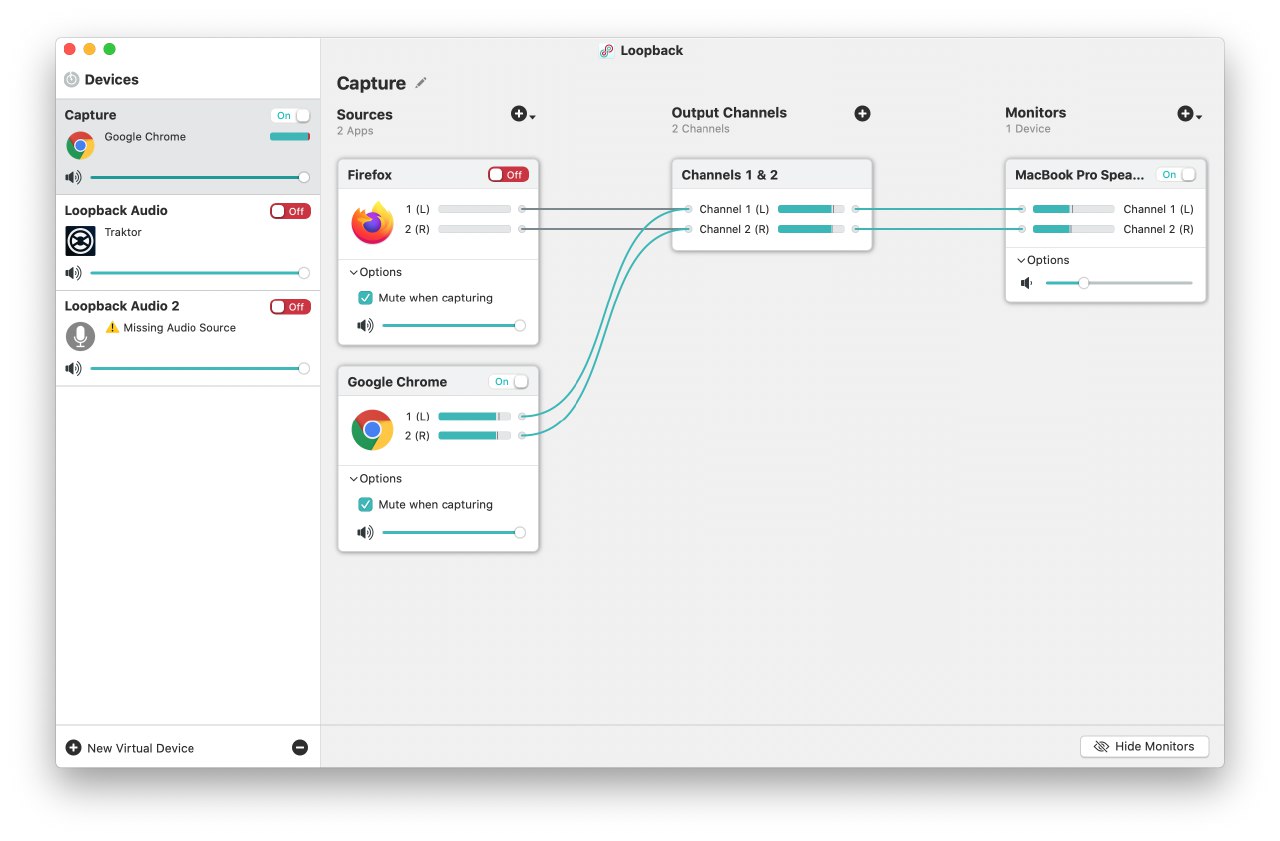 Loopback
Devices
Capture
On
Google Chrome
Loopback Audio
Off
Traktor
Loopback Audio 2
Off
Missing Audio Source
New Virtual Device
Capture
Sources
2 Apps
Firefox
Off
1 (L)
2 (R)
Options
Mute when capturing
Google Chrome
On
1 (L)
2 (R)
Options
Mute when capturing
Output Channels
2 Channels
Channels 1 & 2
Channel 1 (L)
Channel 2 (R)
Monitors
1 Device
MacBook Pro Spea...
On
Channel 1 (L)
Channel 2 (R)
Options
Hide Monitors